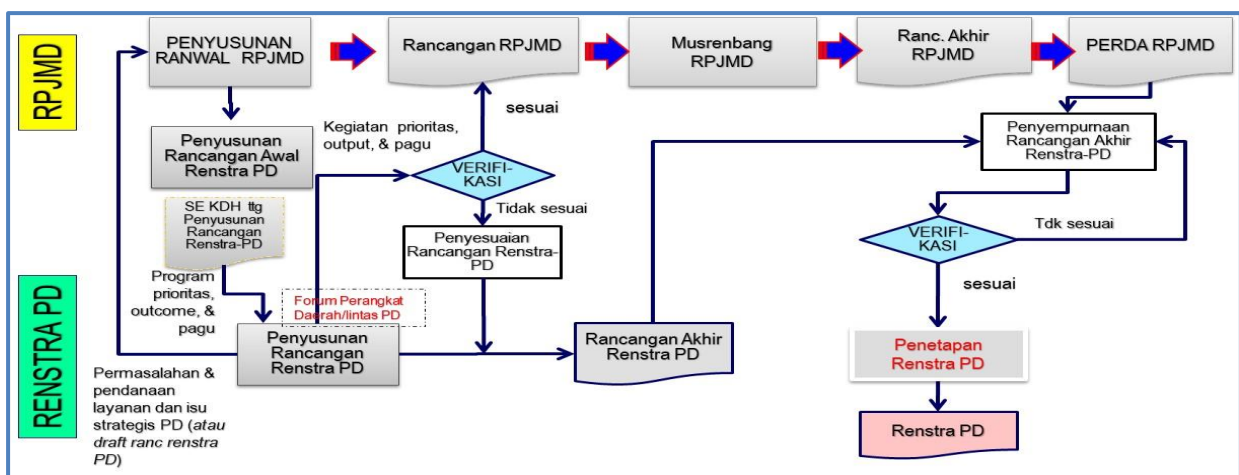 RPJMD
PENYUSUNAN
RANWAL RPJMD
Rancangan RPJMD
Musrenbang
RPJMD
Ranc. Akhir
RPJMD
PERDA RPJMD
sesuai
Kegiatan prioritas,
output, & pagu
Penyusunan
Rancangan Awal
Renstra PD
VERIFI-
KASI
Tidak sesuai
Penyempurnaan
Rancangan Akhir
Renstra-PD
SE KDH ttg
Penyusunan
Rancangan
Renstra-PD
Penyesuaian
Rancangan Renstra-
PD
VERIFI-
KASI
Tdk sesuai
sesuai
RENSTRA PD
Program
prioritas,
outcome, &
pagu
Forum Perangkat
Daerah/lintas PD
Penyusunan
Rancangan
Renstra PD
Rancangan Akhir
Renstra PD
Penetapan
Renstra PD
Permasalahan &
pendanaan
layanan dan isu
strategis PD (atau
draft ranc renstra
PD)
Renstra PD